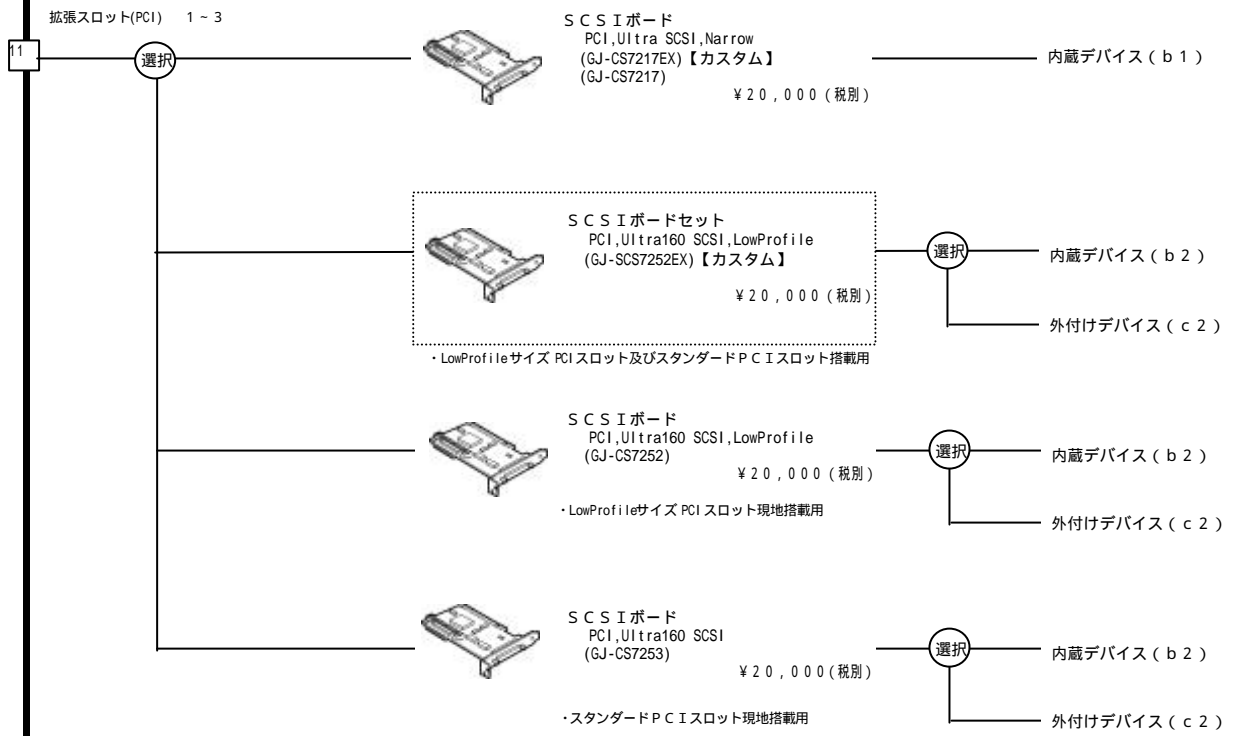 拡張スロット(PCI) 1~3
11
選択
SCSIボード
PCI,Ultra SCSI,Narrow
(GJ-CS7217EX)【カスタム】
(GJ-CS7217)
¥20,000(税別)
内蔵デバイス(b1)
SCSIボードセット
PCI,Ultra160 SCSI,LowProfile
(GJ-SCS7252EX)【カスタム】
¥20,000(税別)
選択
内蔵デバイス(b2)
外付けデバイス(c2)
・LowProfileサイズPCIスロット及びスタンダードPCIスロット搭載用
SCSIボード
PCI,Ultra160 SCSI,LowProfile
(GJ-CS7252)
¥20,000(税別)
選択
内蔵デバイス(b2)
外付けデバイス(c2)
・LowProfileサイズPCIスロット現地搭載用
SCSIボード
PCI,Ultra160 SCSI
(GJ-CS7253)
¥20,000(税別)
選択
内蔵デバイス(b2)
外付けデバイス(c2)
・スタンダードPCIスロット現地搭載用